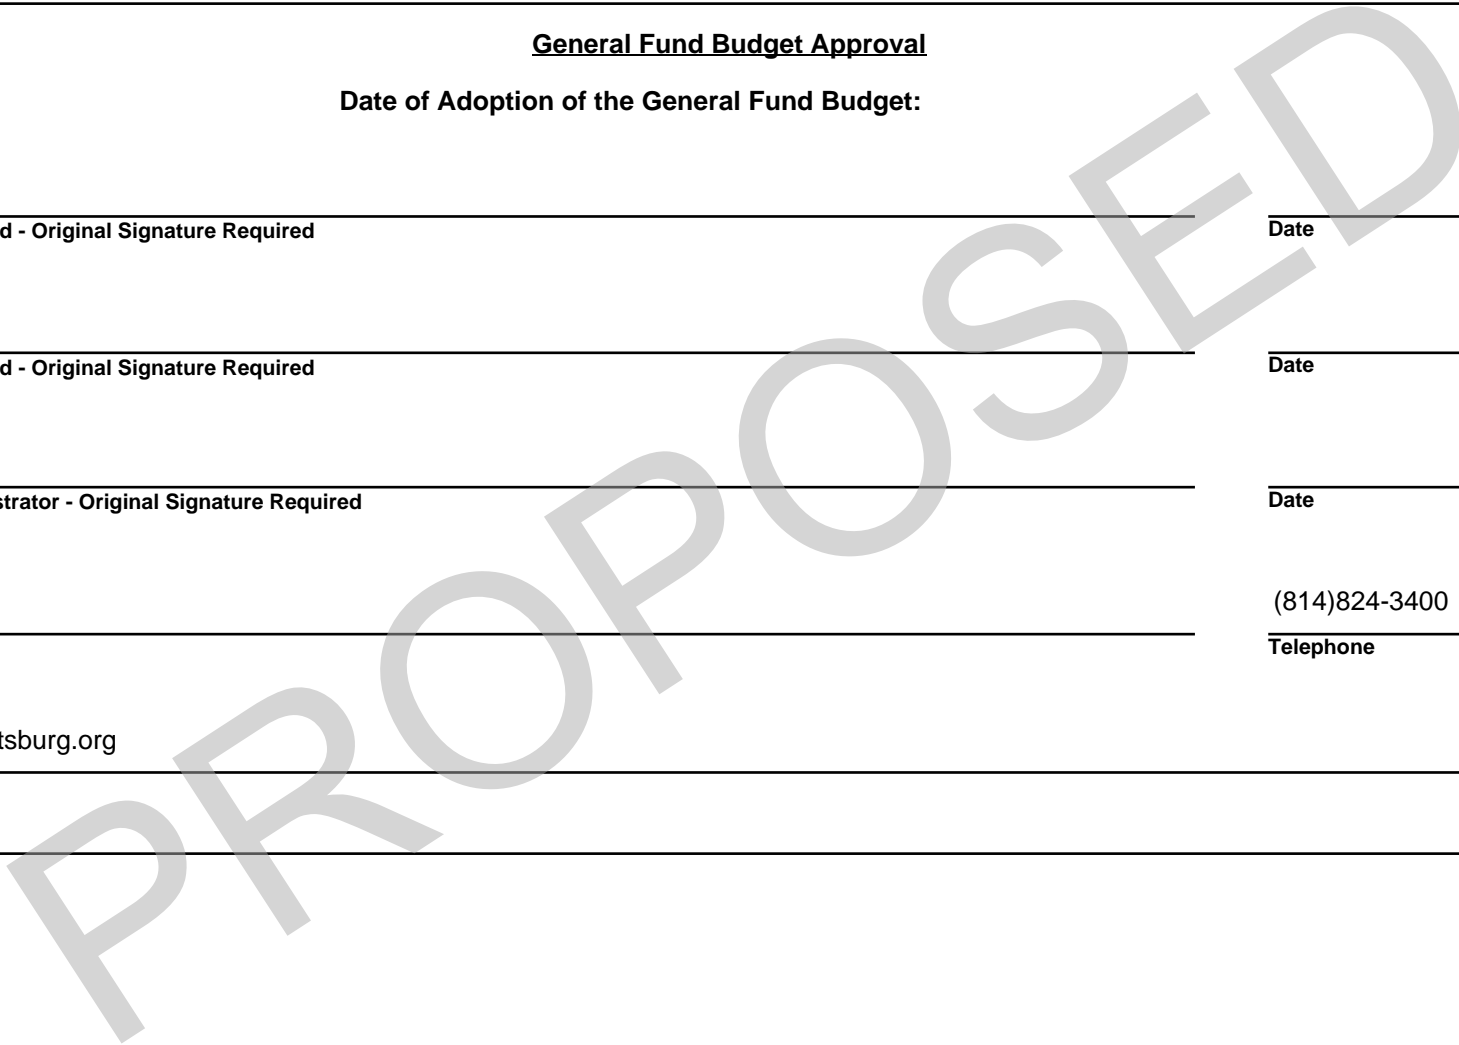 General Fund Budget Approval
Date of Adoption of the General Fund Budget:
d - Original Signature Required
Date
d - Original Signature Required
Date
strator - Original Signature Required
Date
(814)824-3400
Telephone
tsburg.org
PROPOSED